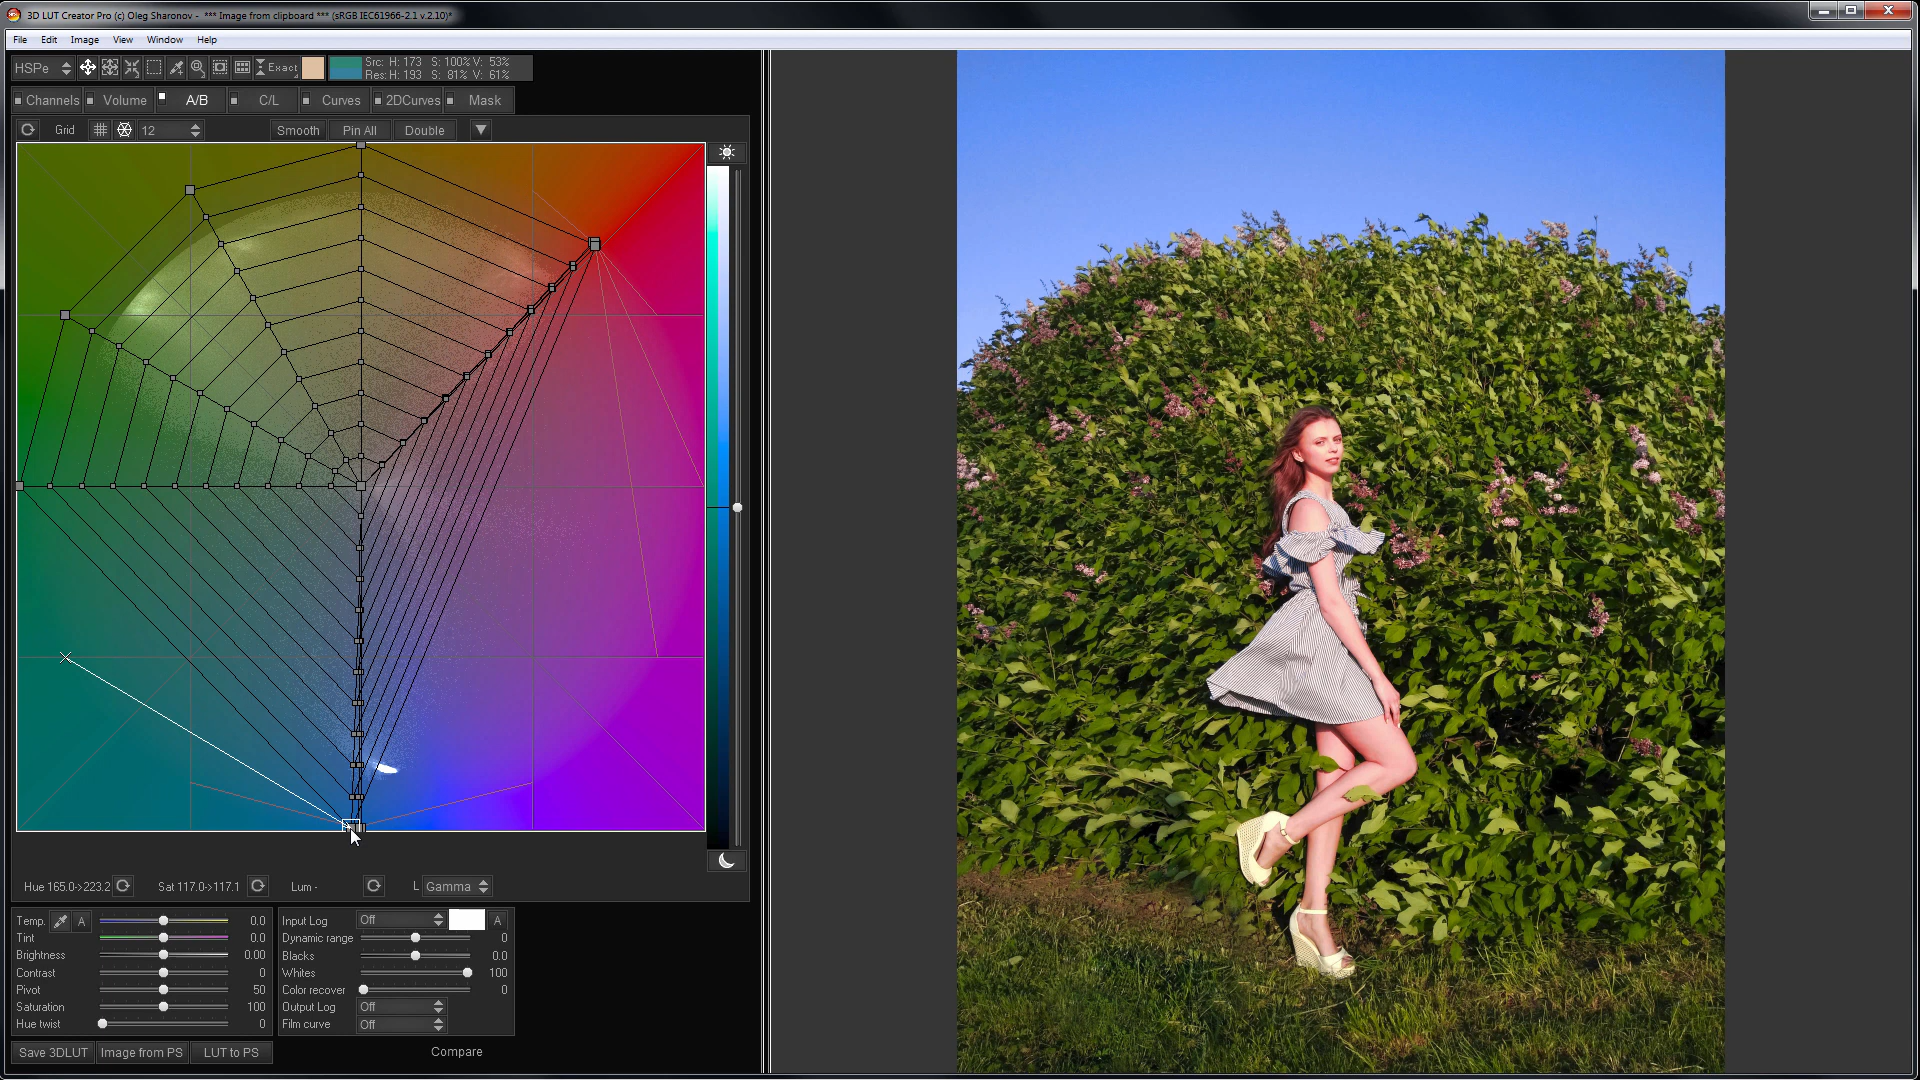 3D LUT Creator Pro (c) Oleg Sharonov - *** Image from clipboard *** (sRGB IEC61966-2.1 v.2.10)*
File Edit Image View Window Help
HSPe Exact Src: H: 173 S: 100% V: 53%
Res: H: 193 S: 81% V: 61%
Channels Volume A/B C/L Curves 2DCurves Mask
Grid 12 Smooth Pin All Double
Hue 165.0->223.2 Sat 117.0->117.1 Lum - L Gamma
Temp. A 0.0
Tint 0.0
Brightness 0.00
Contrast 0
Pivot 50
Saturation 100
Hue twist 0
Input Log Off A
Dynamic range 0
Blacks 0.0
Whites 100
Color recover 0
Output Log Off
Film curve Off
Save 3DLUT Image from PS LUT to PS Compare